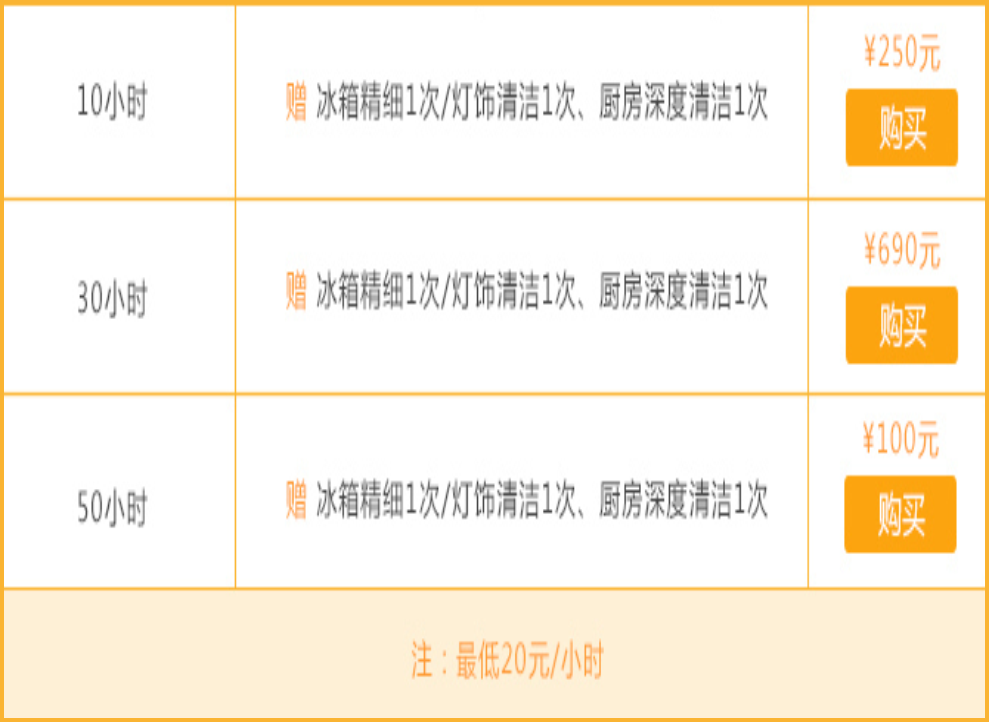 ¥250元
10小时
赠 冰箱精细1次/灯饰清洁1次、厨房深度清洁1次
购买
¥690元
30小时
赠 冰箱精细1次/灯饰清洁1次、厨房深度清洁1次
购买
¥100元
50小时
赠 冰箱精细1次/灯饰清洁1次、厨房深度清洁1次
购买
注：最低20元/小时